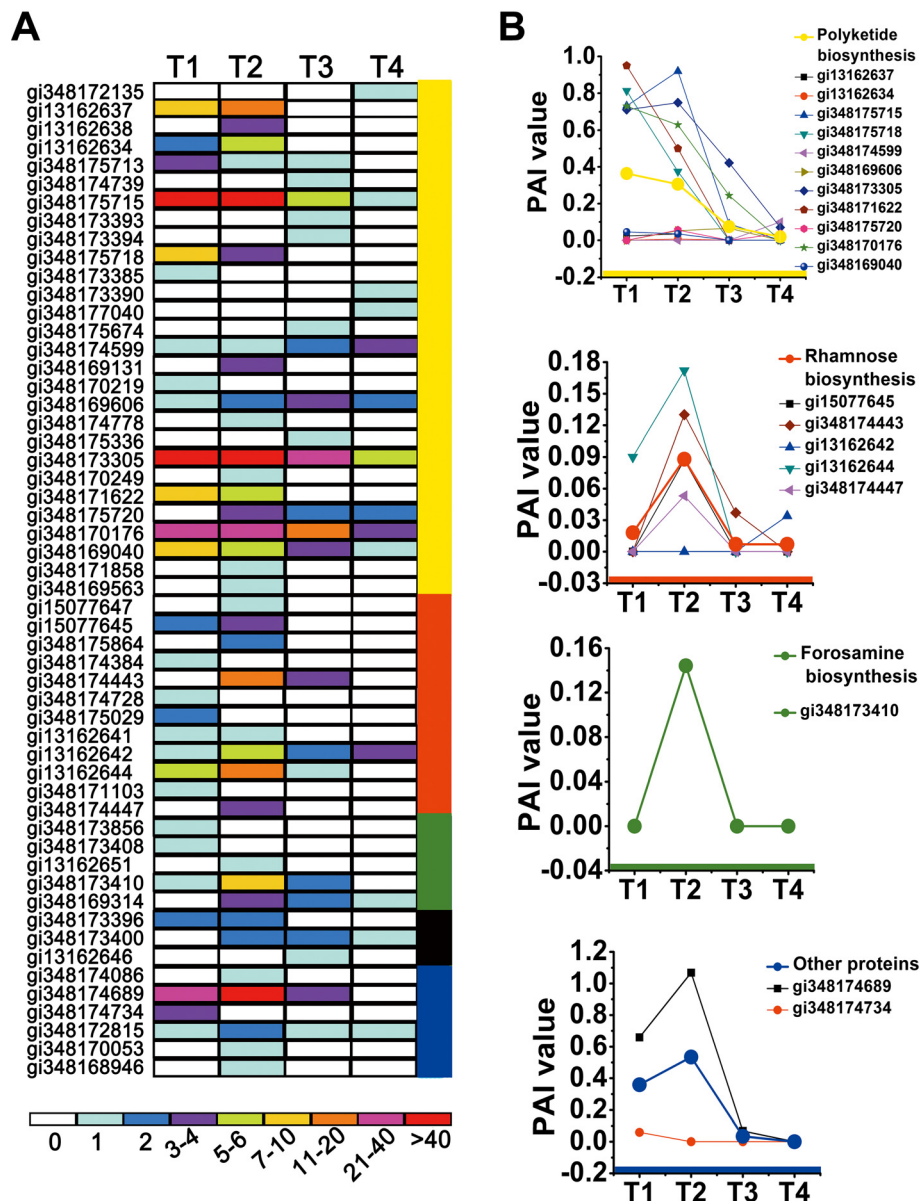 A
T1 T2 T3 T4
gi348172135
gi13162637
gi13162638
gi13162634
gi348175713
gi348174739
gi348175715
gi348173393
gi348173394
gi348175718
gi348173385
gi348173390
gi348177040
gi348175674
gi348174599
gi348169131
gi348170219
gi348169606
gi348174778
gi348175336
gi348173305
gi348170249
gi348171622
gi348175720
gi348170176
gi348169040
gi348171858
gi348169563
gi15077647
gi15077645
gi348175864
gi348174384
gi348174443
gi348174728
gi348175029
gi13162641
gi13162642
gi13162644
gi348171103
gi348174447
gi348173856
gi348173408
gi13162651
gi348173410
gi348169314
gi348173396
gi348173400
gi13162646
gi348174086
gi348174689
gi348174734
gi348172815
gi348170053
gi348168946
0 1 2 3-4 5-6 7-10 11-20 21-40 >40
B
PAI value
1.0
0.8
0.6
0.4
0.2
0.0
-0.2
T1 T2 T3 T4
Polyketide
biosynthesis
gi13162637
gi13162634
gi348175715
gi348175718
gi348174599
gi348169606
gi348173305
gi348171622
gi348175720
gi348170176
gi348169040
PAI value
0.18
0.15
0.12
0.09
0.06
0.03
0.00
-0.03
T1 T2 T3 T4
Rhamnose
biosynthesis
gi15077645
gi348174443
gi13162642
gi13162644
gi348174447
PAI value
0.16
0.12
0.08
0.04
0.00
-0.04
T1 T2 T3 T4
Forosamine
biosynthesis
gi348173410
PAI value
1.2
1.0
0.8
0.6
0.4
0.2
0.0
-0.2
T1 T2 T3 T4
Other proteins
gi348174689
gi348174734